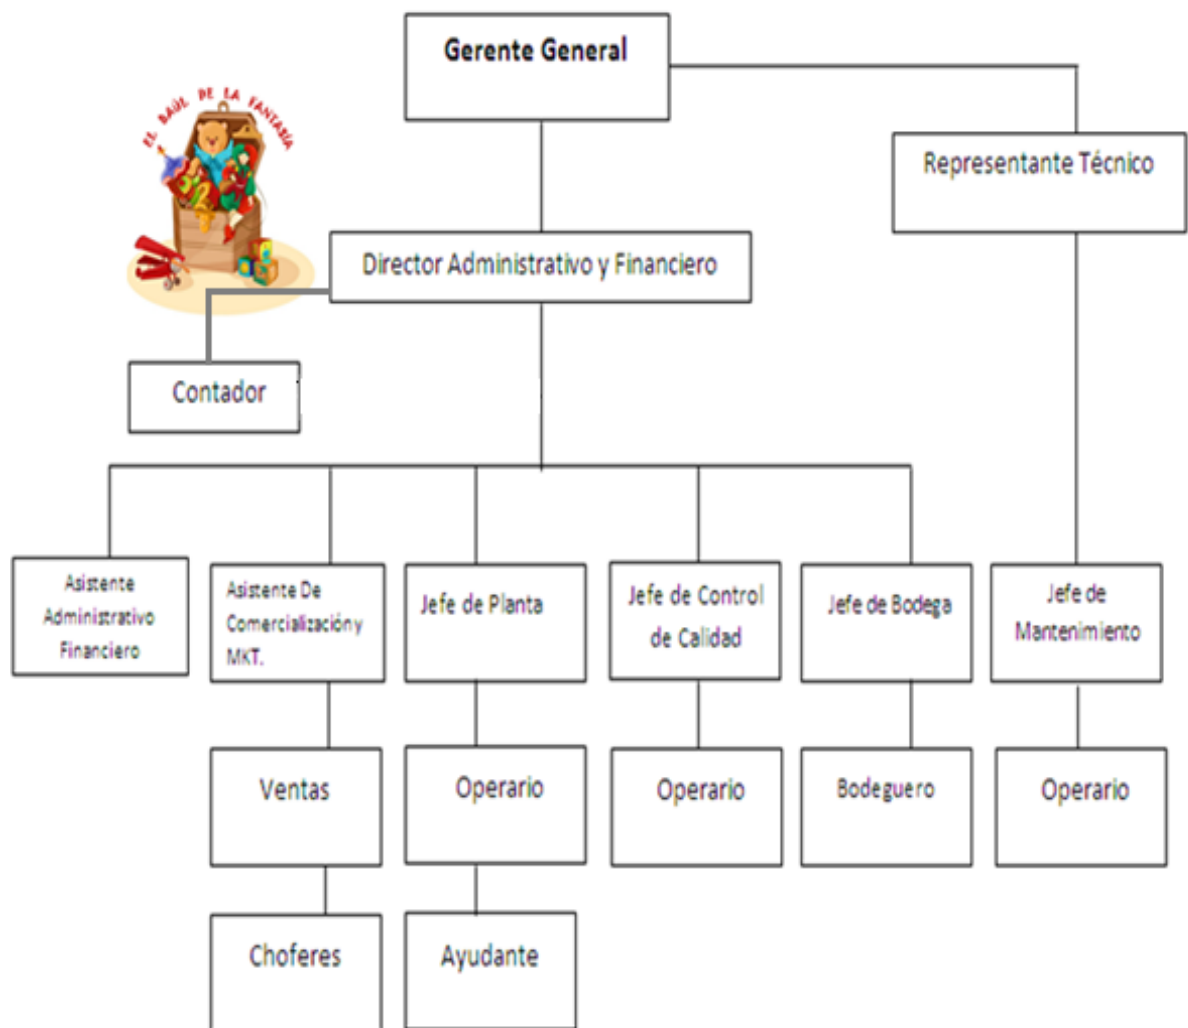 Gerente General
EL BAÚL DE LA FANTASÍA
Representante Técnico
Director Administrativo y Financiero
Contador
Asistente
Administrativo
Financiero
Asistente De
Comercialización y
MKT.
Jefe de Planta
Jefe de Control
de Calidad
Jefe de Bodega
Jefe de
Mantenimiento
Ventas
Operario
Operario
Bodeguero
Operario
Choferes
Ayudante